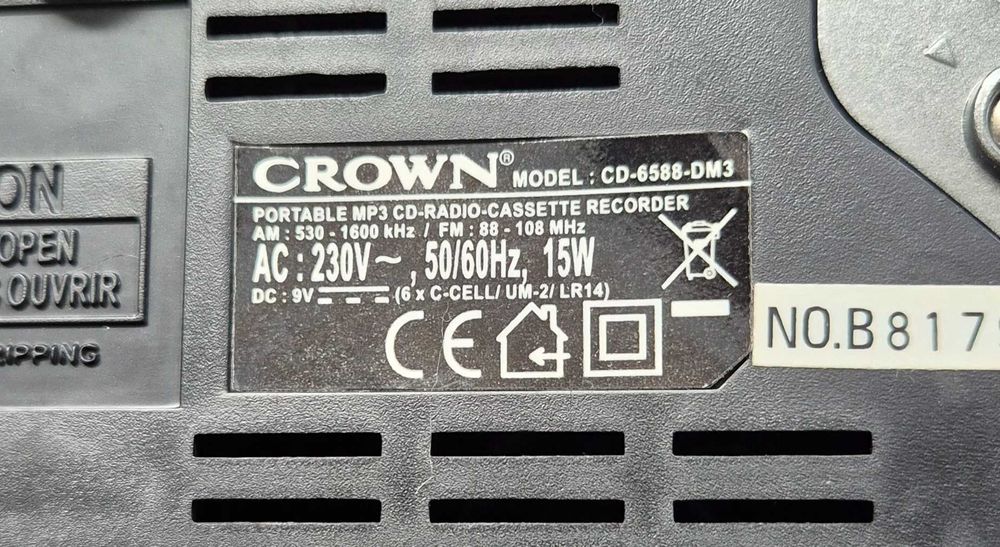 CROWN® MODEL : CD-6588-DM3
PORTABLE MP3 CD-RADIO-CASSETTE RECORDER
AM : 530 - 1600 kHz / FM : 88 - 108 MHz
AC : 230V ~ , 50/60Hz, 15W
DC : 9V (6 x C-CELL/ UM-2/ LR14)
CE
NO.B817
ON
OPEN
OUVRIR
RIPPING